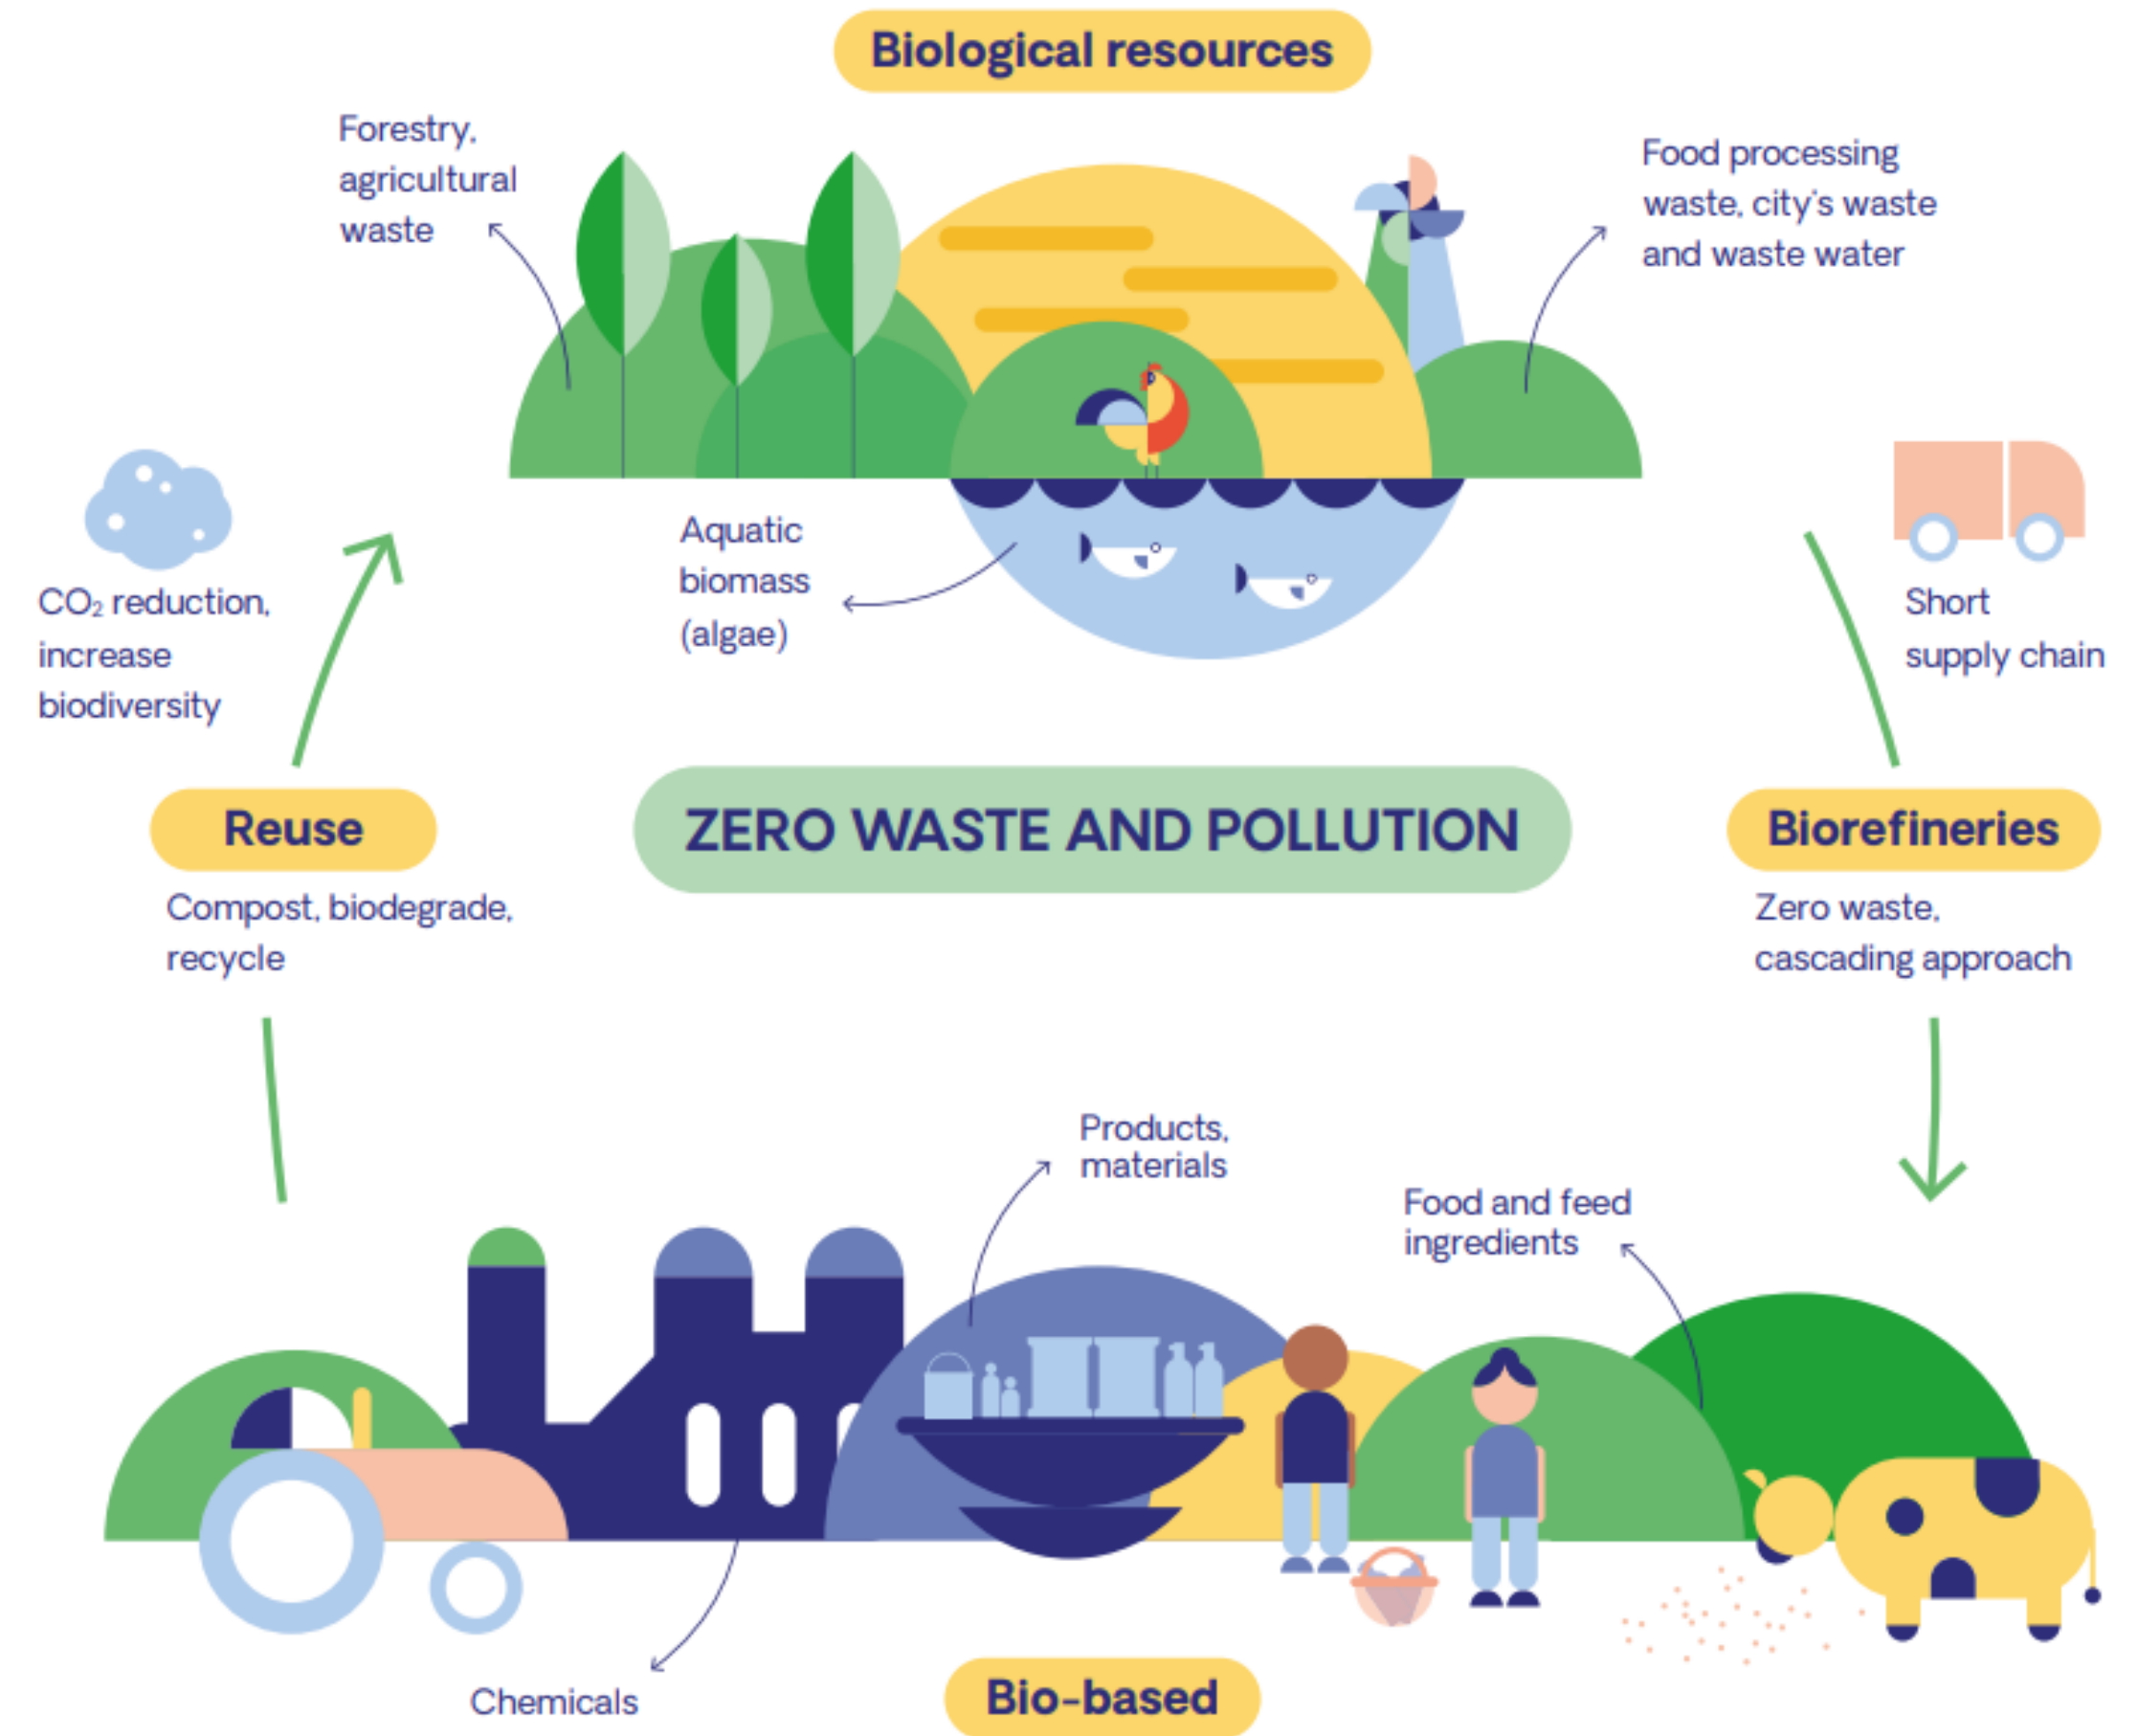 Biological resources
Forestry,
agricultural
waste
Food processing
waste, city's waste
and waste water
Aquatic
biomass
(algae)
CO₂ reduction,
increase
biodiversity
Short
supply chain
Reuse
Compost, biodegrade,
recycle
ZERO WASTE AND POLLUTION
Biorefineries
Zero waste,
cascading approach
Products,
materials
Food and feed
ingredients
Chemicals
Bio-based